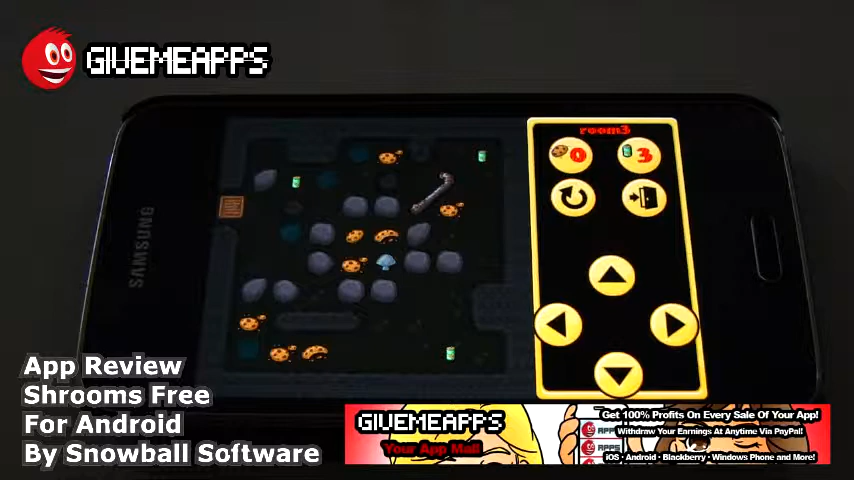 GIVEMEAPPS
SAMSUNG
room3
0
3
App Review
Shrooms Free
For Android
By Snowball Software
GIVEMEAPPS
Your App Mall
Get 100% Profits On Every Sale Of Your App!
Withdraw Your Earnings At Anytime Via PayPal!
iOS · Android · Blackberry · Windows Phone and More!